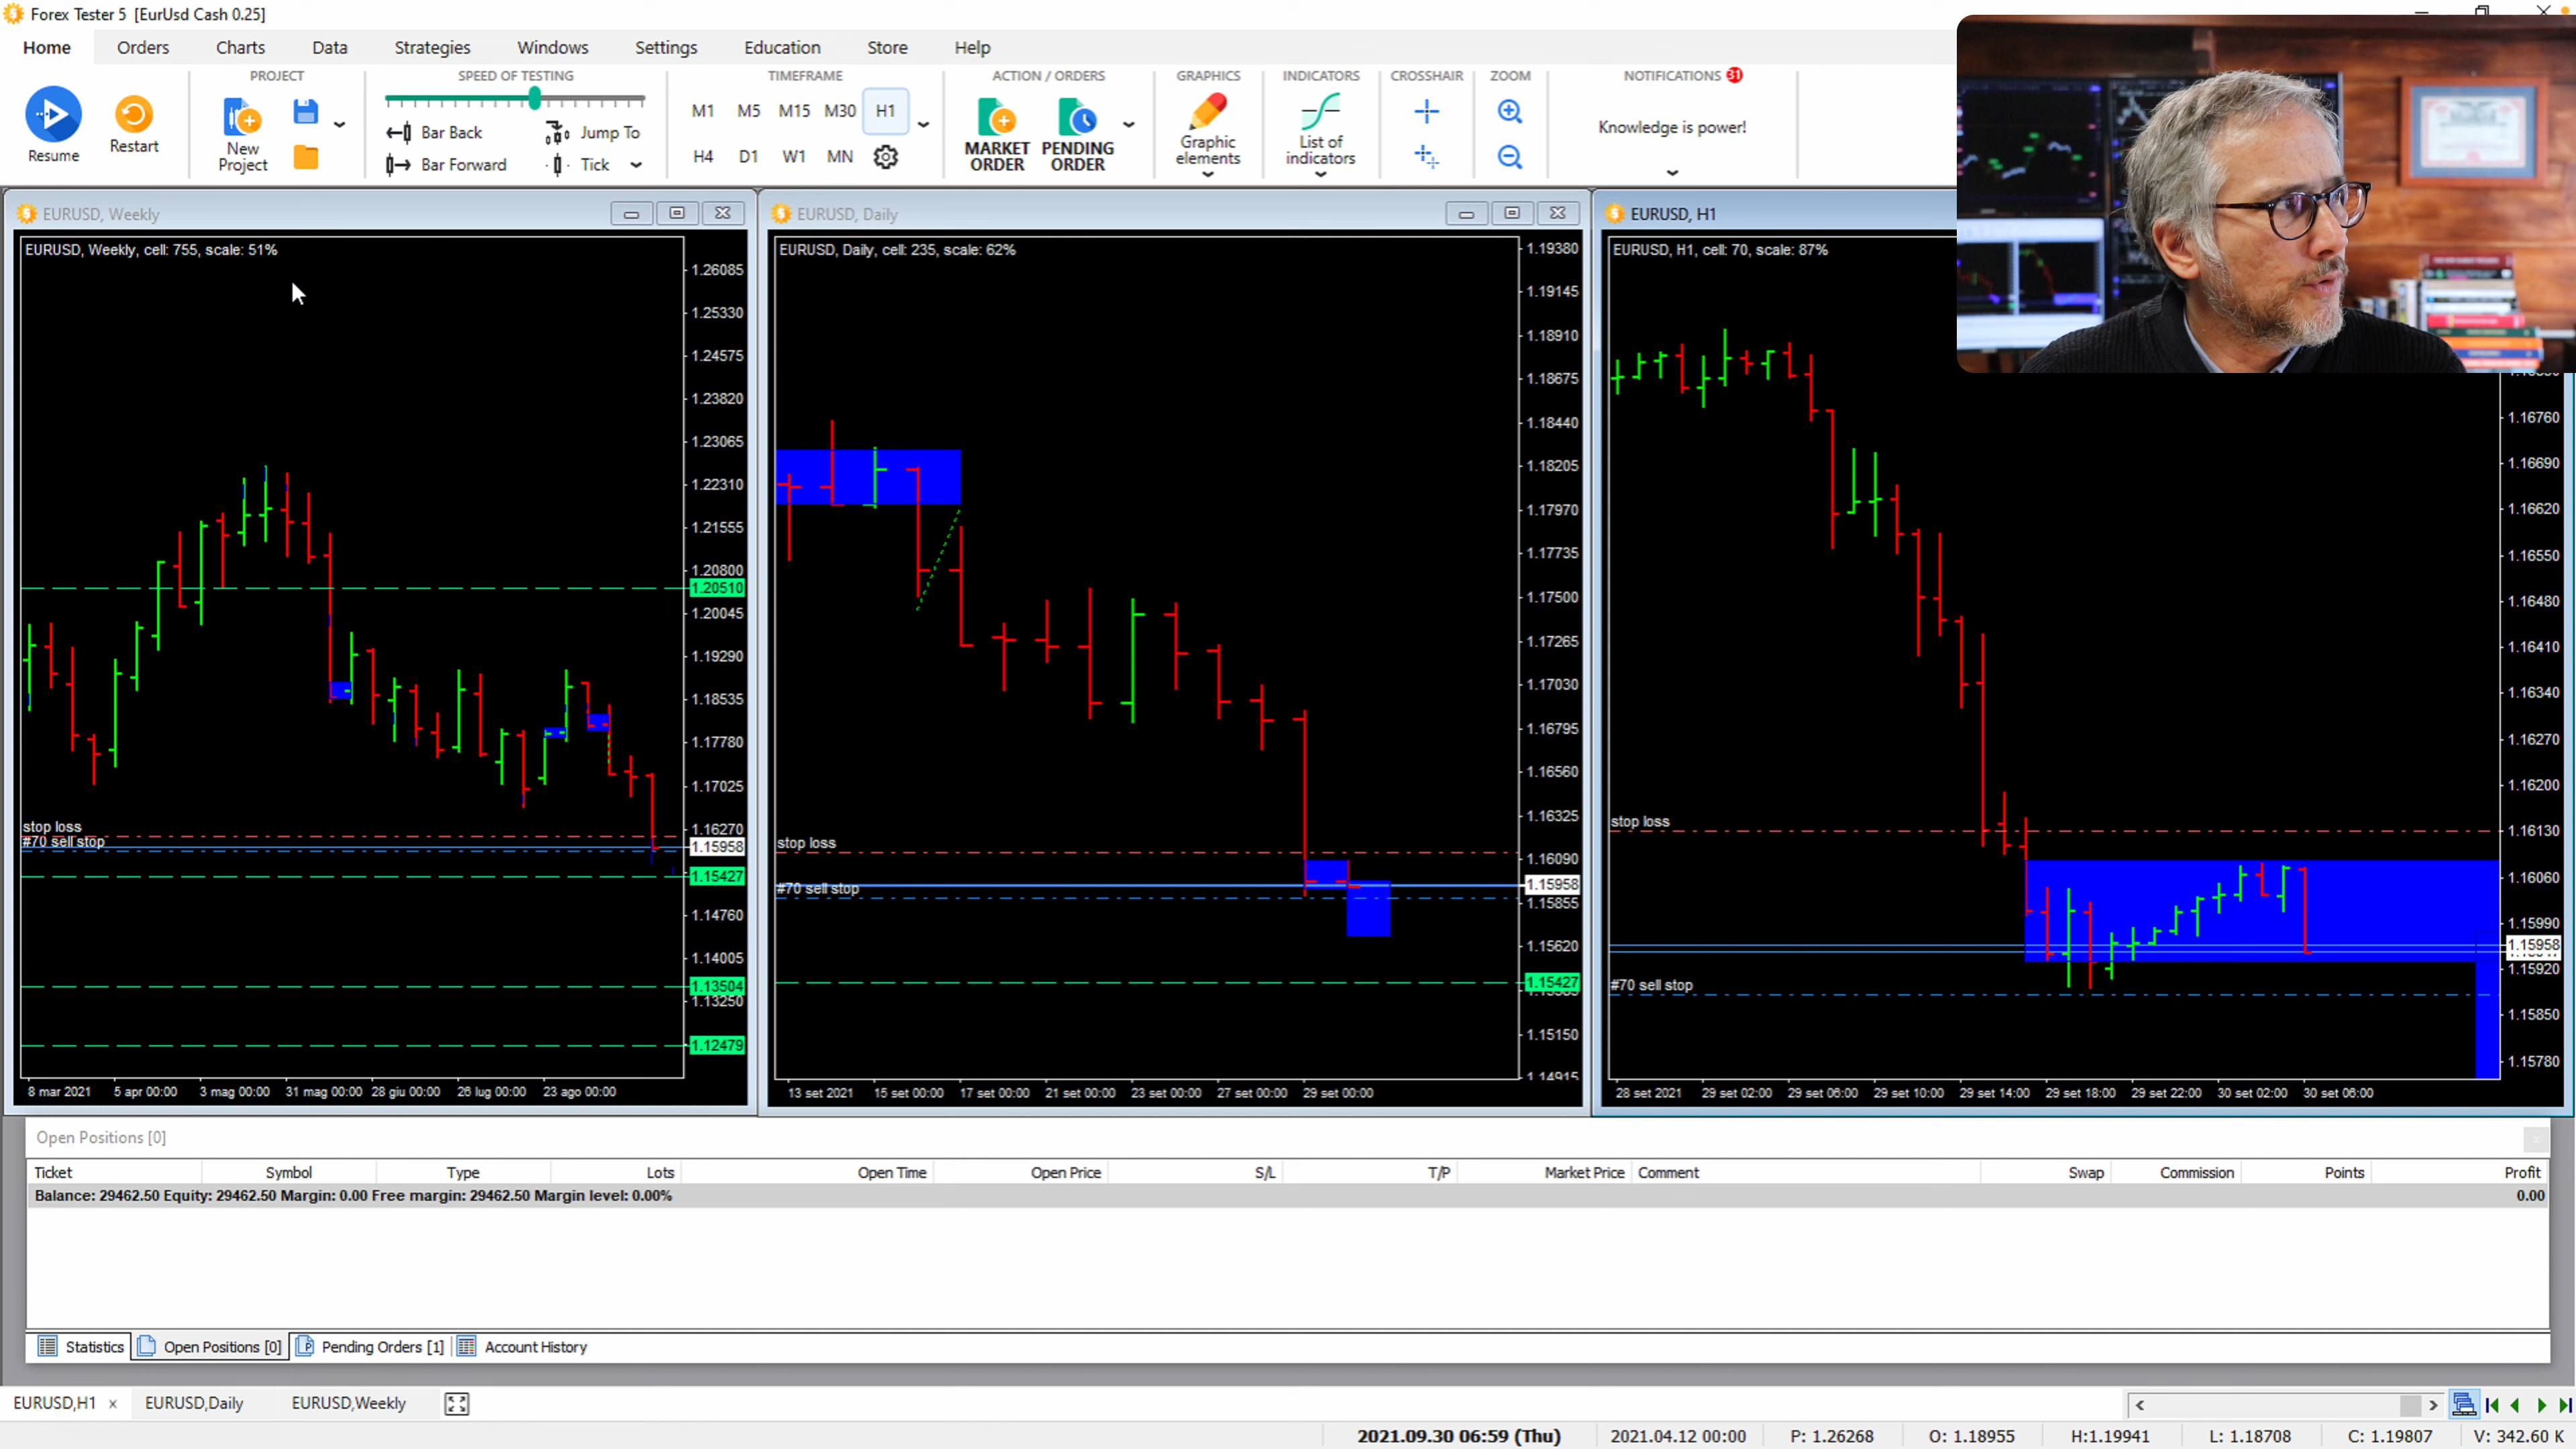 Forex Tester 5 [EurUsd Cash 0.25]
Home Orders Charts Data Strategies Windows Settings Education Store Help
PROJECT SPEED OF TESTING TIMEFRAME ACTION / ORDERS GRAPHICS INDICATORS CROSSHAIR ZOOM NOTIFICATIONS 31
M1 M5 M15 M30 H1
Bar Back Jump To
Knowledge is power!
Resume Restart New Project
MARKET ORDER PENDING ORDER
Graphic elements
List of indicators
Bar Forward Tick
H4 D1 W1 MN
EURUSD, Weekly
EURUSD, Weekly, cell: 755, scale: 51%
1.26085
1.25330
1.24575
1.23820
1.23065
1.22310
1.21555
1.20800
1.20510
1.20045
1.19290
1.18535
1.17780
1.17025
stop loss
1.16270
#70 sell stop
1.15958
1.15427
1.14760
1.14005
1.13504
1.13250
1.12479
8 mar 2021 5 apr 00:00 3 mag 00:00 31 mag 00:00 28 giu 00:00 26 lug 00:00 23 ago 00:00
EURUSD, Daily
EURUSD, Daily, cell: 235, scale: 62%
1.19380
1.19145
1.18910
1.18675
1.18440
1.18205
1.17970
1.17735
1.17500
1.17265
1.17030
1.16795
1.16560
1.16325
stop loss
1.16090
#70 sell stop
1.15958
1.15855
1.15620
1.15427
1.15150
1.14915
13 set 2021 15 set 00:00 17 set 00:00 21 set 00:00 23 set 00:00 27 set 00:00 29 set 00:00
EURUSD, H1
EURUSD, H1, cell: 70, scale: 87%
1.16760
1.16690
1.16620
1.16550
1.16480
1.16410
1.16340
1.16270
1.16200
stop loss
1.16130
1.16060
1.15990
1.15958
1.15920
#70 sell stop
1.15850
1.15780
28 set 2021 29 set 02:00 29 set 06:00 29 set 10:00 29 set 14:00 29 set 18:00 29 set 22:00 30 set 02:00 30 set 06:00
Open Positions [0]
Ticket Symbol Type Lots Open Time Open Price S/L T/P Market Price Comment Swap Commission Points Profit
Balance: 29462.50 Equity: 29462.50 Margin: 0.00 Free margin: 29462.50 Margin level: 0.00% 0.00
Statistics Open Positions [0] Pending Orders [1] Account History
EURUSD,H1 EURUSD,Daily EURUSD,Weekly
2021.09.30 06:59 (Thu) 2021.04.12 00:00 P: 1.26268 O: 1.18955 H:1.19941 L: 1.18708 C: 1.19807 V: 342.60 K